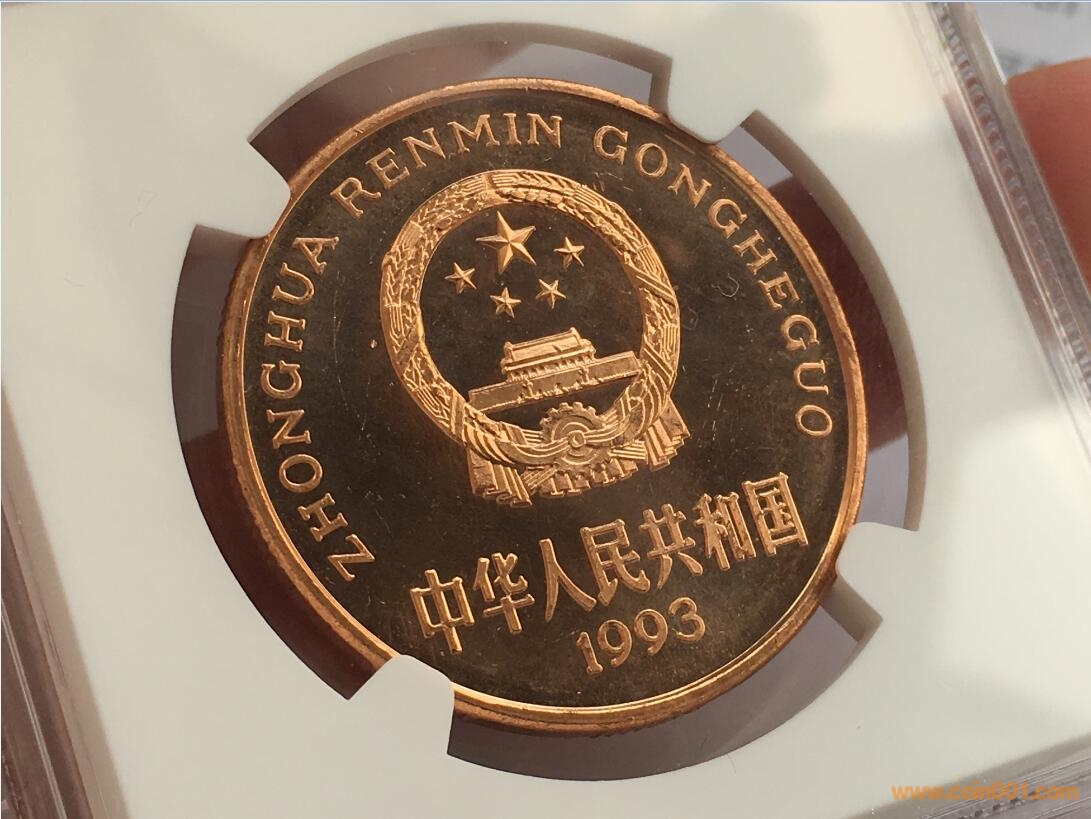 ZHONGHUA RENMIN GONGHEGUO
中华人民共和国
1993
www.coin001.com